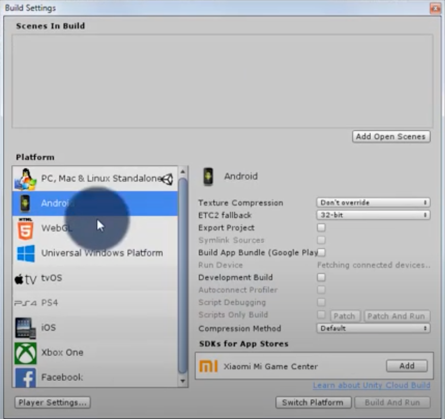 Build Settings
Scenes In Build
Add Open Scenes
Platform
PC, Mac & Linux Standalone
Android
WebGL
Universal Windows Platform
tv tvOS
PS4 PS4
iOS
Xbox One
Facebook
Android
Texture Compression Don't override
ETC2 fallback 32-bit
Export Project
Symlink Sources
Build App Bundle (Google Play
Run Device Fetching connected devices..
Development Build
Autoconnect Profiler
Script Debugging
Scripts Only Build Patch Patch And Run
Compression Method Default
SDKs for App Stores
Xiaomi Mi Game Center Add
Learn about Unity Cloud Build
Player Settings... Switch Platform Build And Run